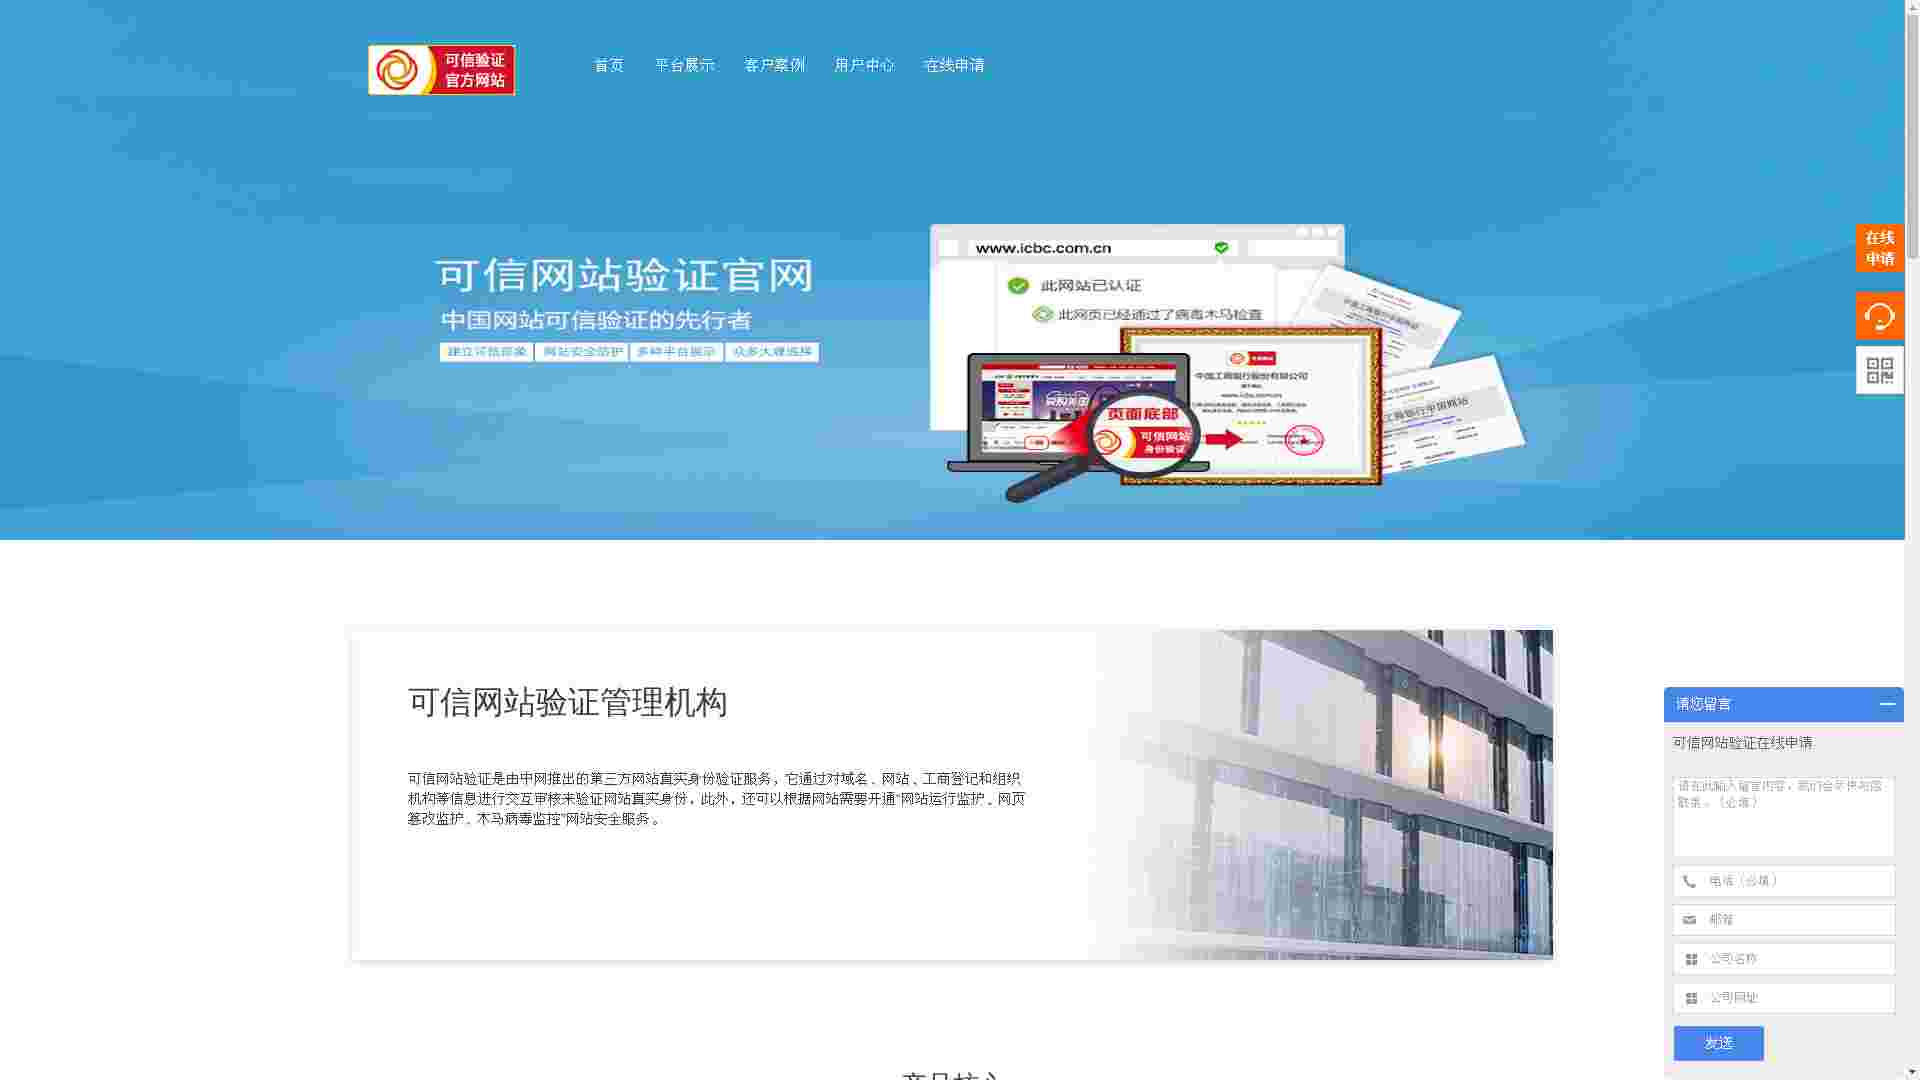 可信验证
官方网站
首页 平台展示 客户案例 用户中心 在线申请
www.icbc.com.cn
此网站已认证
此网页已经通过了病毒木马检查
可信网站验证官网
中国网站可信验证的先行者
建立可信形象 网站安全防护 多种平台展示 众多大牌选择
中国工商银行股份有限公司
www.icbc.com.cn
页面底部
可信网站
身份验证
在线
申请
可信网站验证管理机构
可信网站验证是由中网推出的第三方网站真实身份验证服务，它通过对域名、网站、工商登记和组织
机构等信息进行交互审核来验证网站真实身份，此外，还可以根据网站需要开通“网站运行监护、网页
篡改监护、木马病毒监控”网站安全服务。
请您留言
可信网站验证在线申请
请在此输入留言内容，我们会尽快与您
联系。（必填）
电话（必填）
邮箱
公司名称
公司网址
发送
产品核心